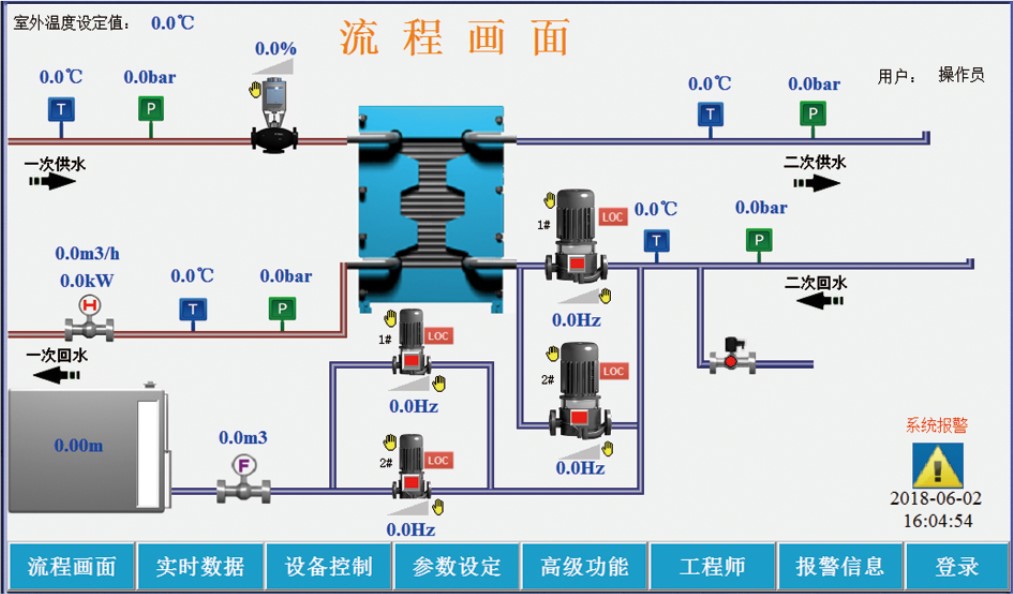 室外温度设定值： 0.0℃
流程画面
0.0%
0.0℃ 0.0bar
0.0℃ 0.0bar
用户： 操作员
T P
T P
一次供水
二次供水
1# LOC 0.0℃ 0.0bar
T P
0.0m3/h
0.0kW
0.0℃ 0.0bar
二次回水
H T P
0.0Hz
1# LOC
一次回水
2# LOC
0.0Hz
系统报警
0.00m
0.0m3
F
2# LOC
0.0Hz
2018-06-02
16:04:54
0.0Hz
流程画面 实时数据 设备控制 参数设定 高级功能 工程师 报警信息 登录